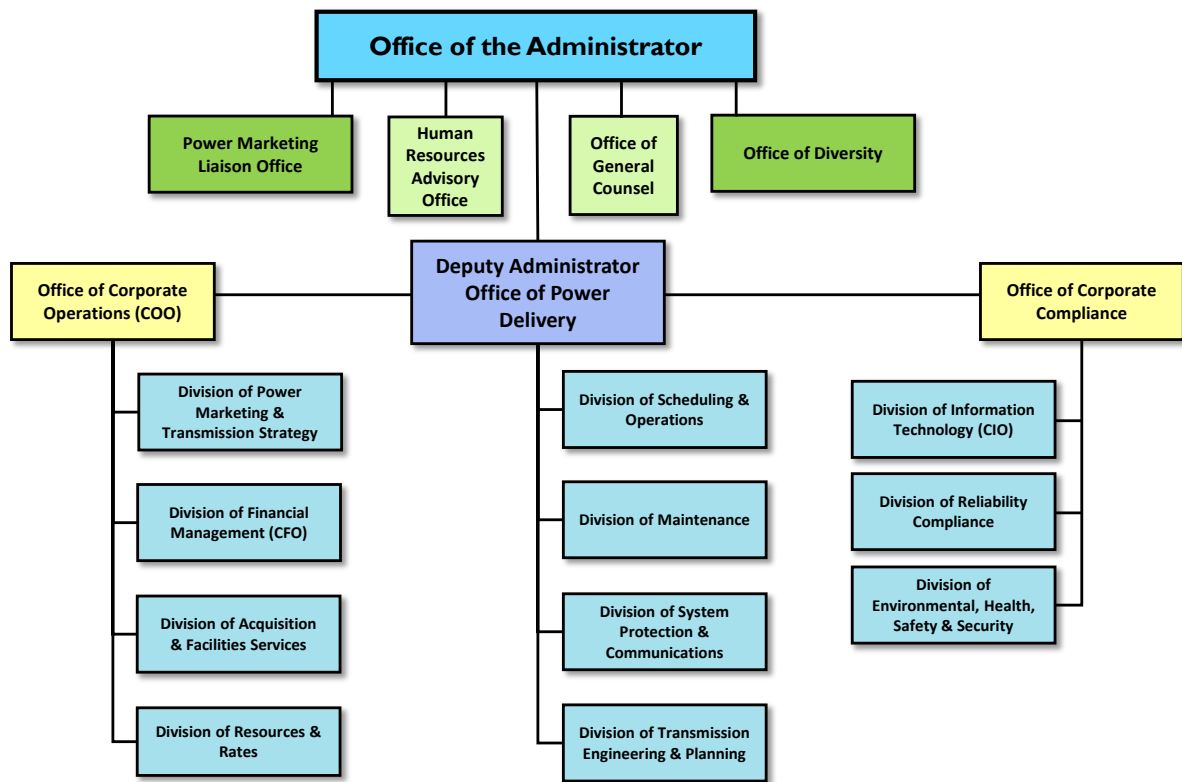 Office of the Administrator
Power Marketing
Liaison Office
Human
Resources
Advisory
Office
Office of
General
Counsel
Office of Diversity
Office of Corporate
Operations (COO)
Deputy Administrator
Office of Power
Delivery
Office of Corporate
Compliance
Division of Power
Marketing &
Transmission Strategy
Division of Financial
Management (CFO)
Division of Acquisition
& Facilities Services
Division of Resources &
Rates
Division of Scheduling &
Operations
Division of Maintenance
Division of System
Protection &
Communications
Division of Transmission
Engineering & Planning
Division of Information
Technology (CIO)
Division of Reliability
Compliance
Division of
Environmental, Health,
Safety & Security